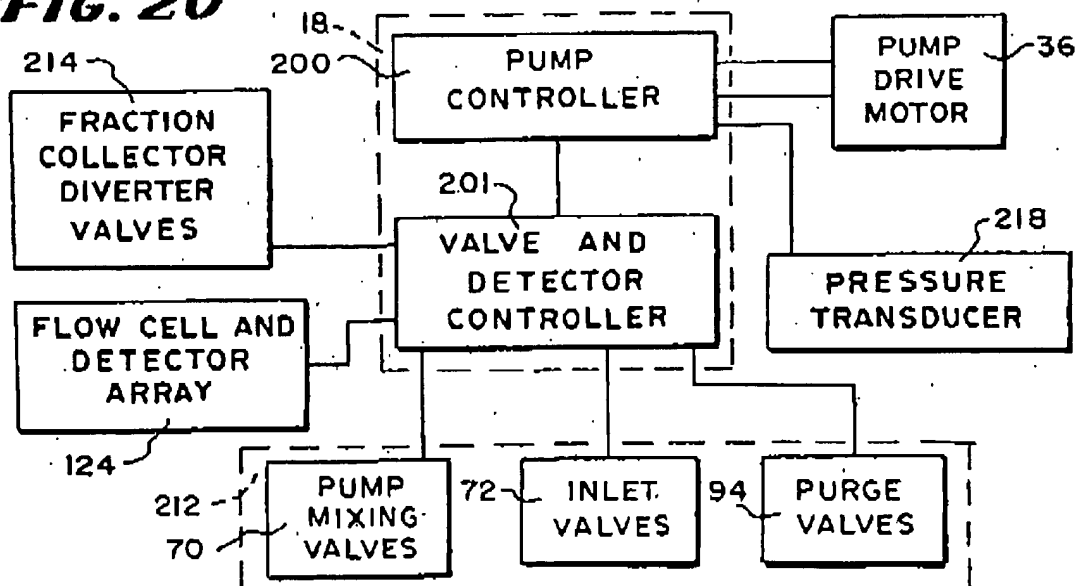 FIG. 20
18
214
200
PUMP
CONTROLLER
PUMP
DRIVE
MOTOR
36
FRACTION
COLLECTOR
DIVERTER
VALVES
201
VALVE AND
DETECTOR
CONTROLLER
218
PRESSURE
TRANSDUCER
FLOW CELL AND
DETECTOR
ARRAY
124
212
70
PUMP
MIXING
VALVES
72
INLET
VALVES
94
PURGE
VALVES